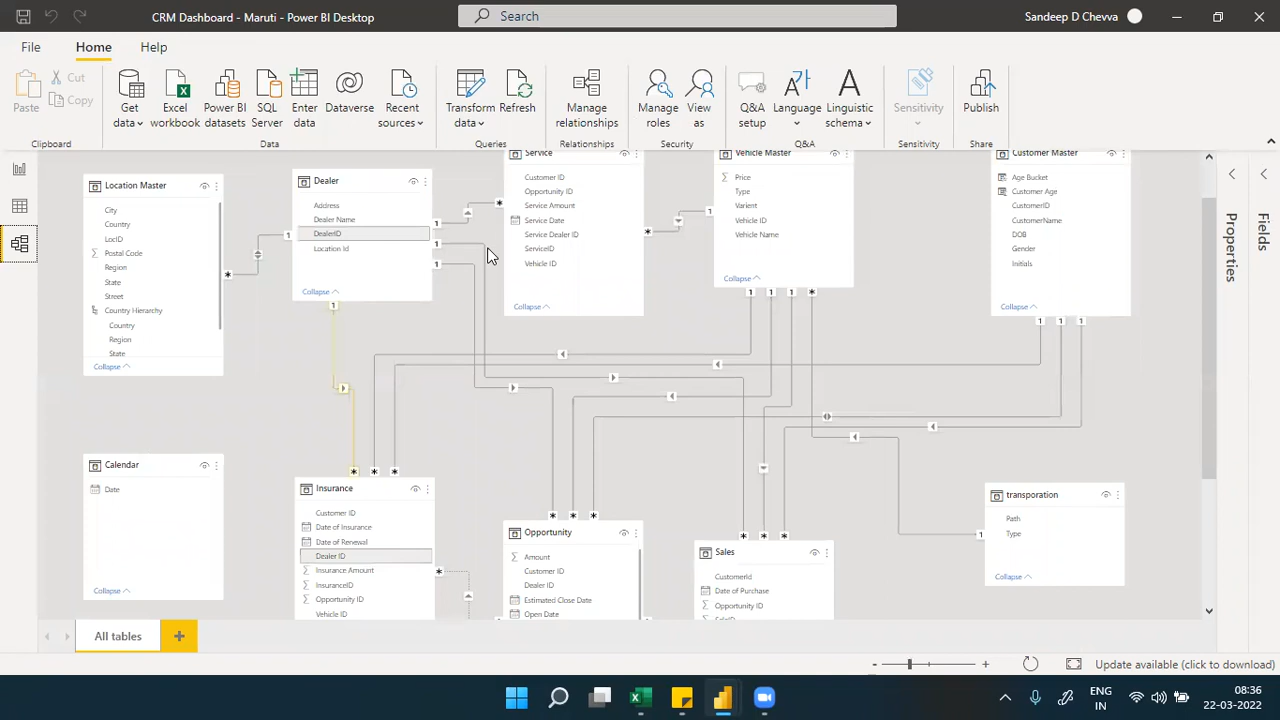 CRM Dashboard - Maruti - Power BI Desktop
Search
Sandeep D Chevva
File
Home
Help
Paste
Cut
Copy
Get data
Excel workbook
Power BI datasets
SQL Server
Enter data
Dataverse
Recent sources
Transform data
Refresh
Manage relationships
Manage roles
View as
Q&A setup
Language
Linguistic schema
Sensitivity
Publish
Clipboard
Data
Queries
Relationships
Security
Q&A
Sensitivity
Share
Location Master
City
Country
LocID
Postal Code
Region
State
Street
Country Hierarchy
Country
Region
State
Collapse
Dealer
Address
Dealer Name
DealerID
Location Id
Collapse
Service
Customer ID
Opportunity ID
Service Amount
Service Date
Service Dealer ID
ServiceID
Vehicle ID
Collapse
Vehicle Master
Price
Type
Varient
Vehicle ID
Vehicle Name
Collapse
Customer Master
Age Bucket
Customer Age
CustomerID
CustomerName
DOB
Gender
Initials
Collapse
Calendar
Date
Collapse
Insurance
Customer ID
Date of Insurance
Date of Renewal
Dealer ID
Insurance Amount
InsuranceID
Opportunity ID
Vehicle ID
Opportunity
Amount
Customer ID
Dealer ID
Estimated Close Date
Open Date
Sales
CustomerId
Date of Purchase
Opportunity ID
transporation
Path
Type
Collapse
Properties
Fields
All tables
Update available (click to download)
ENG
IN
08:36
22-03-2022